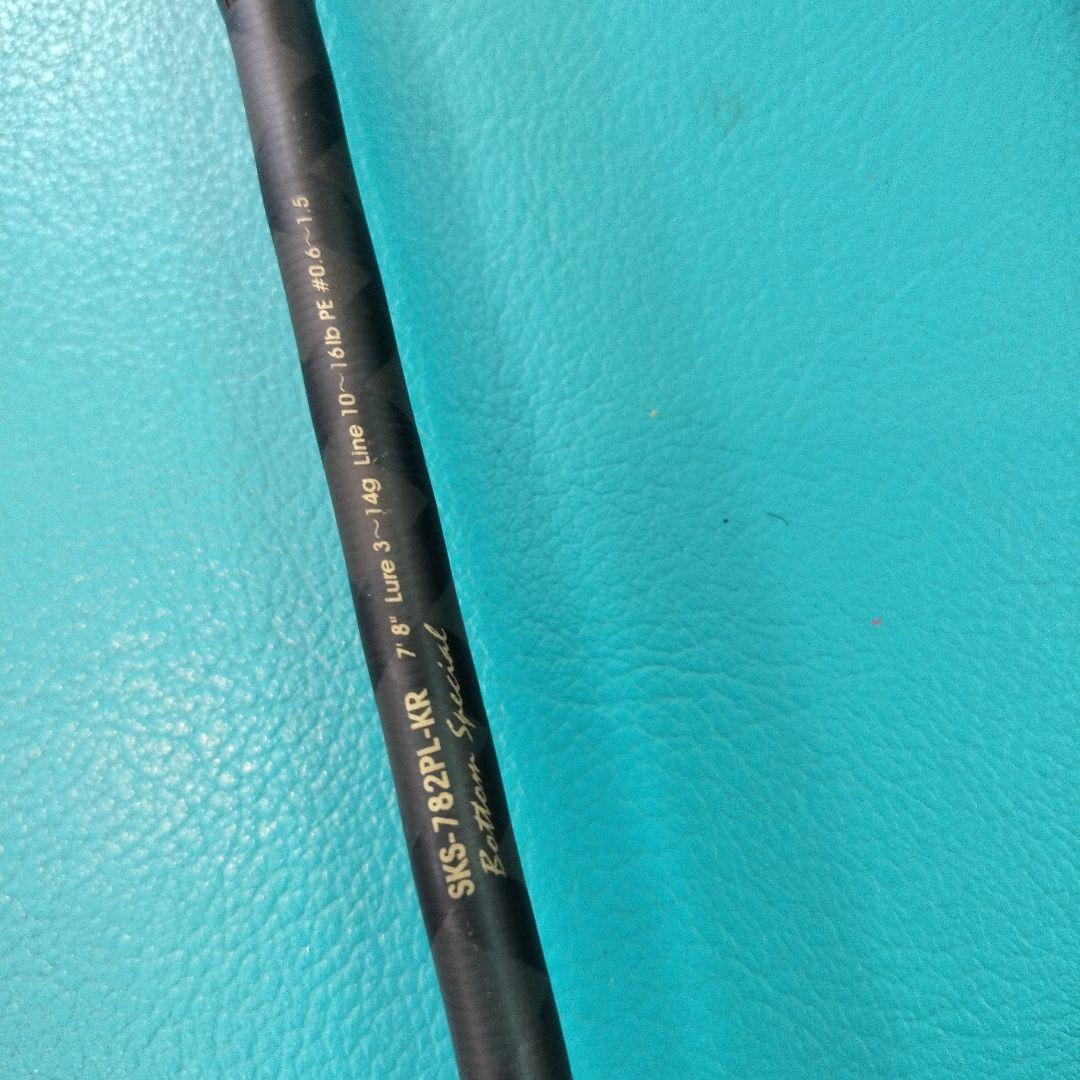 SKS-782PL-KR 7'8" Lure 3~14g Line 10~16lb PE #0.6~1.5
Bottom Special